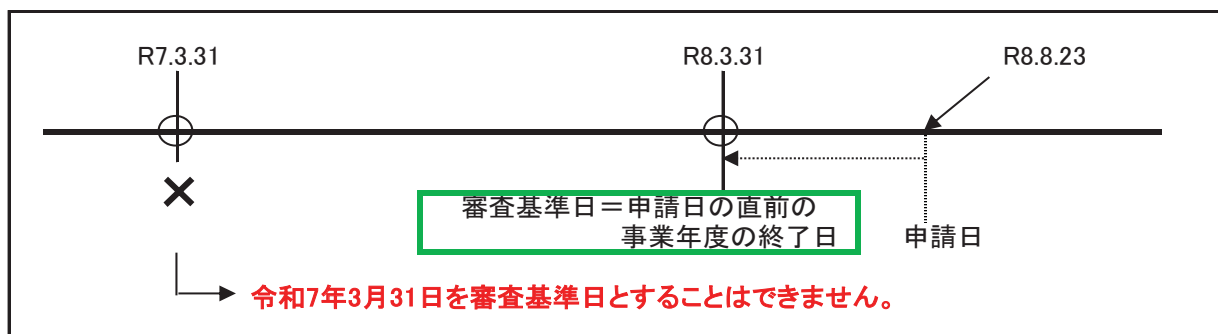 R7.3.31
R8.3.31
R8.8.23
審査基準日＝申請日の直前の
事業年度の終了日
申請日
令和7年3月31日を審査基準日とすることはできません。